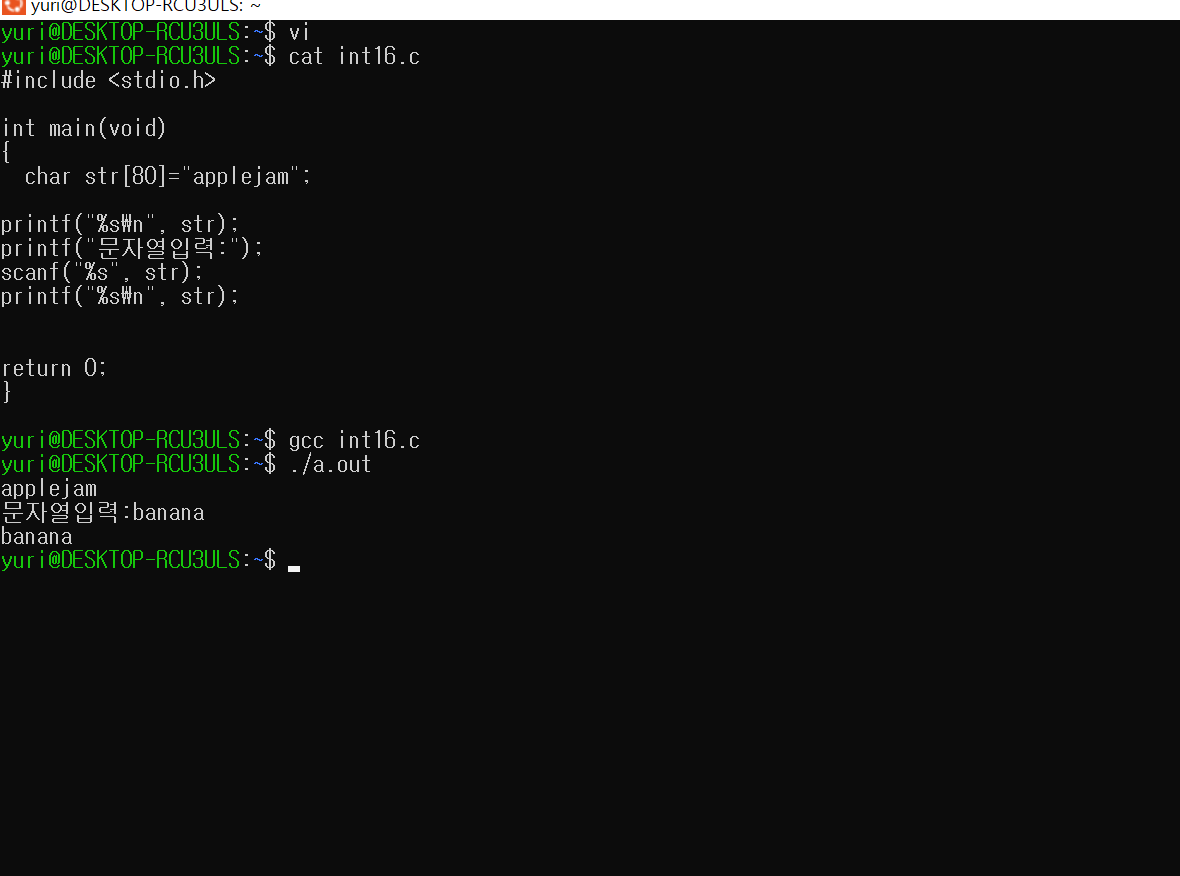 yuri@DESKTOP-RCU3ULS: ~
yuri@DESKTOP-RCU3ULS:~$ vi
yuri@DESKTOP-RCU3ULS:~$ cat int16.c
#include <stdio.h>
int main(void)
{
char str[80]="applejam";
printf("%s₩n", str);
printf("문자열입력:");
scanf("%s", str);
printf("%s₩n", str);
return 0;
}
yuri@DESKTOP-RCU3ULS:~$ gcc int16.c
yuri@DESKTOP-RCU3ULS:~$ ./a.out
applejam
문자열입력:banana
banana
yuri@DESKTOP-RCU3ULS:~$